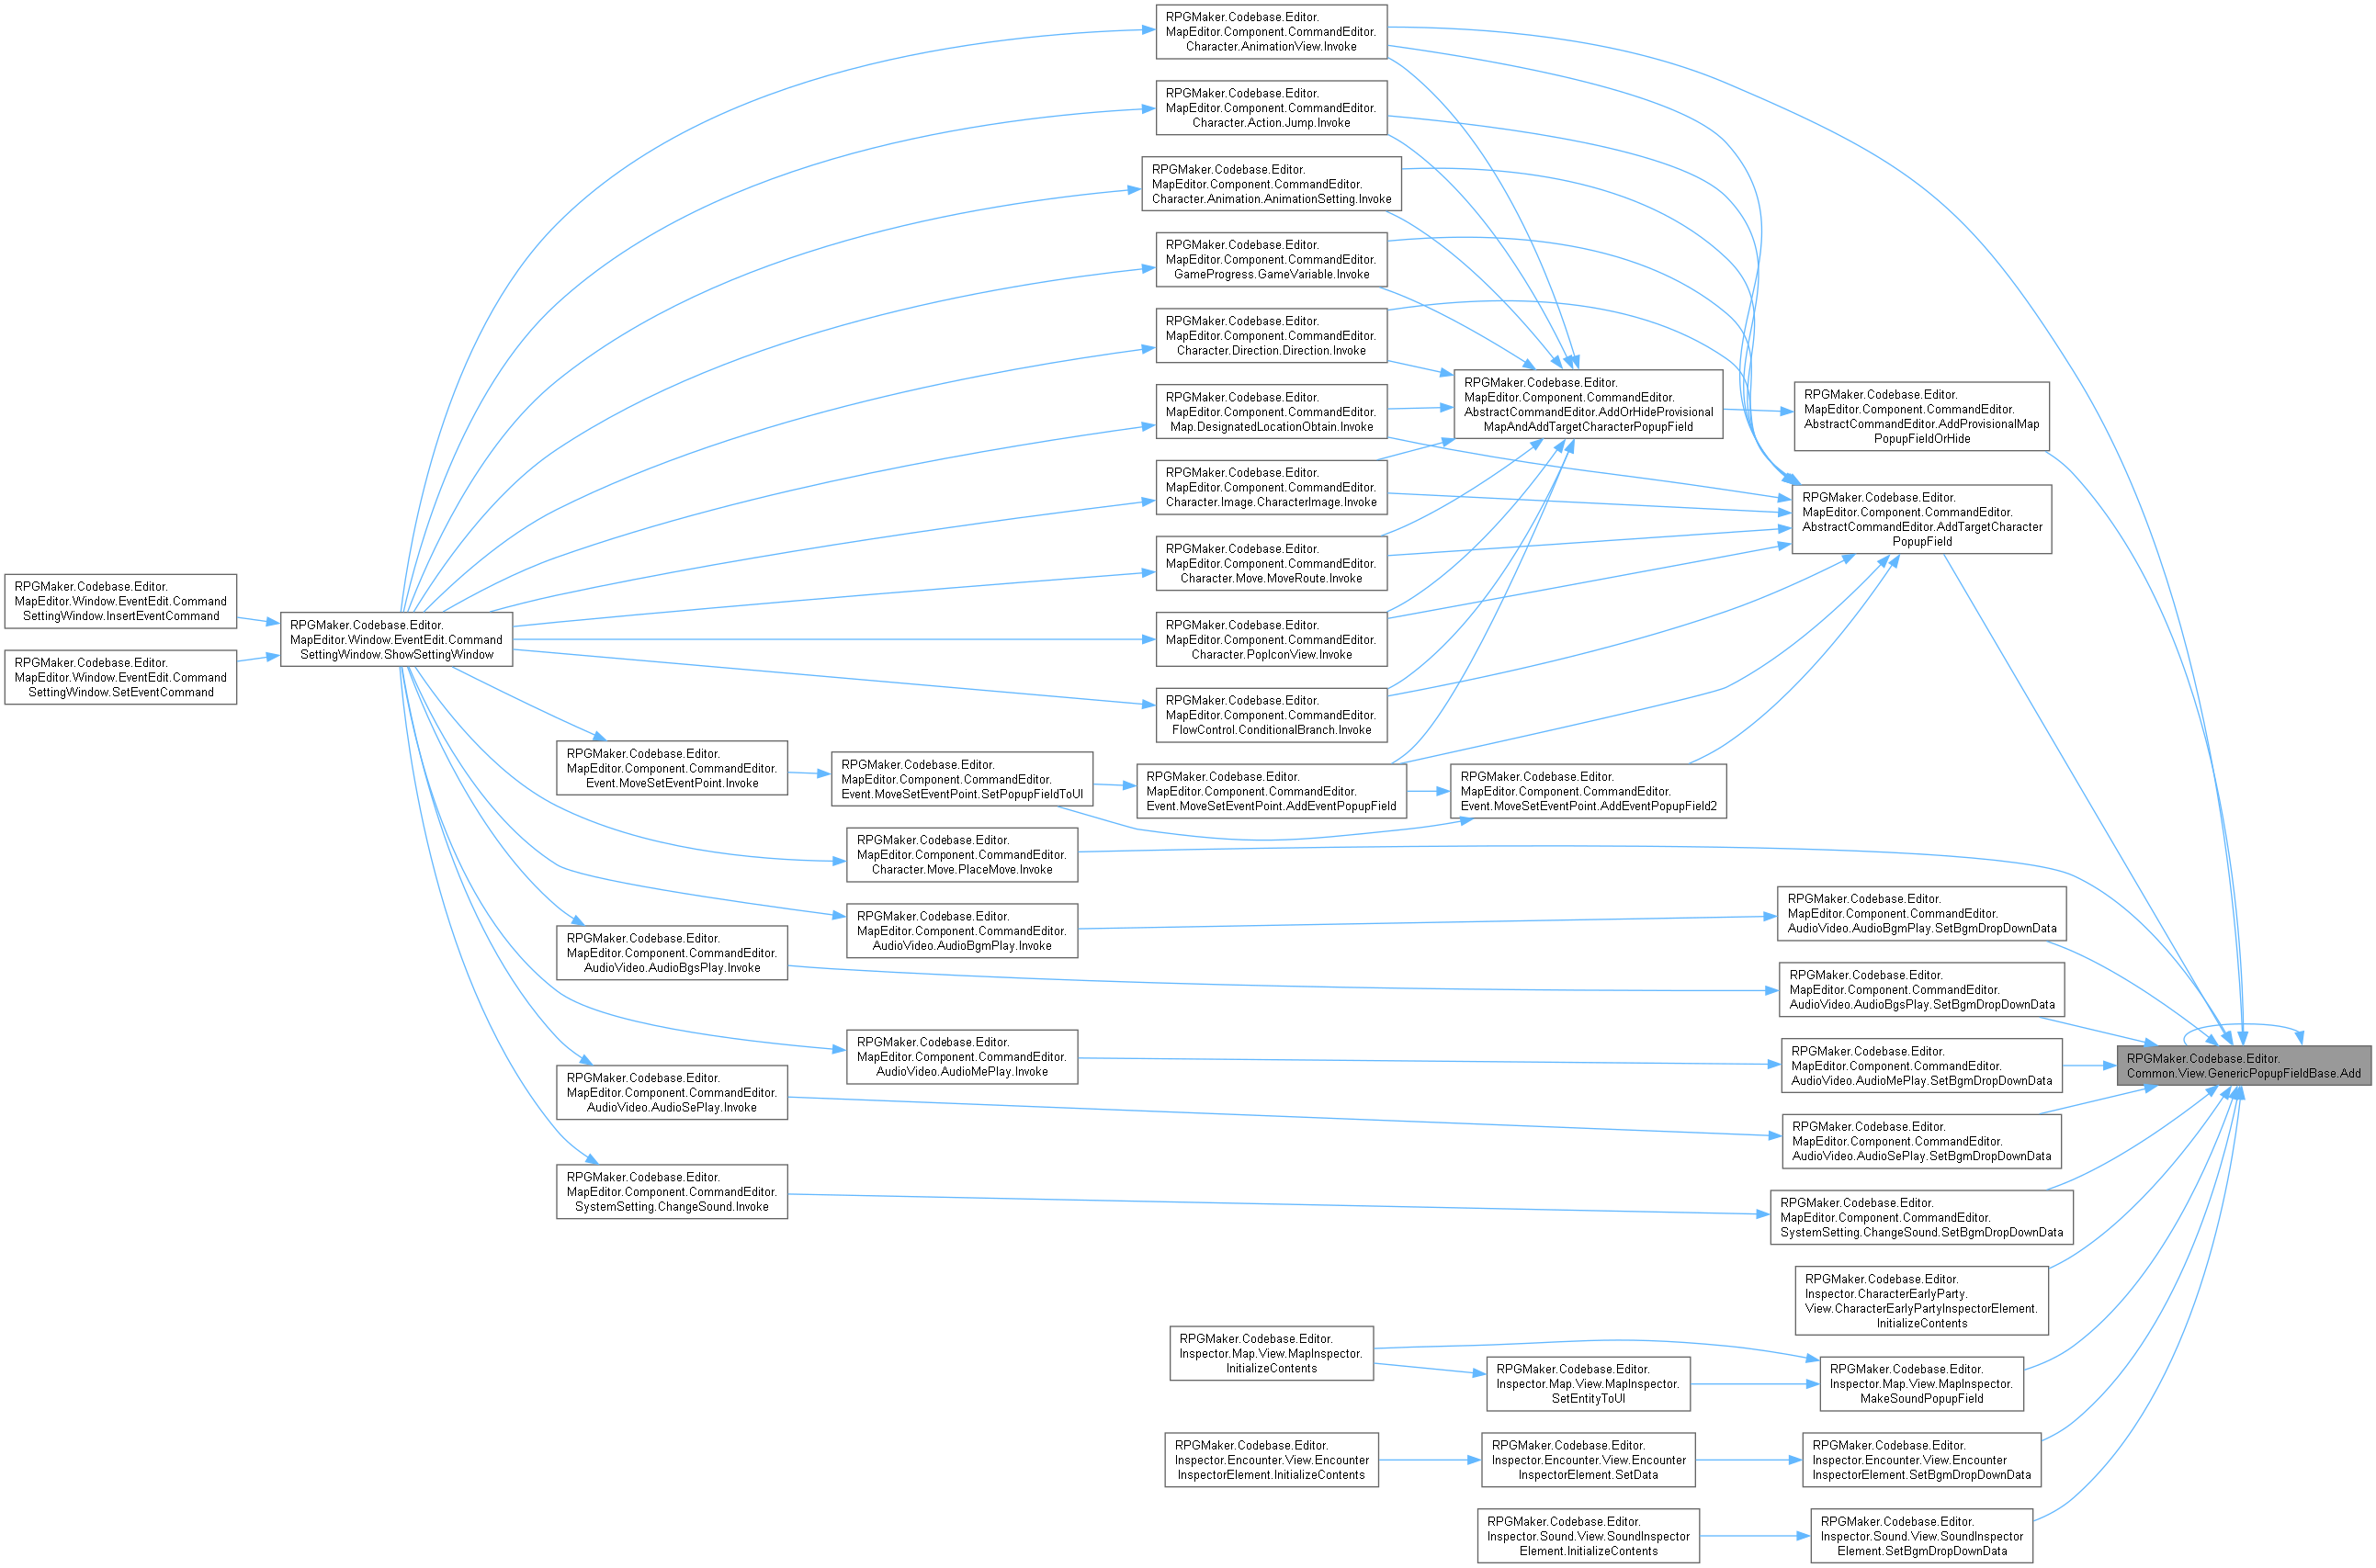 RPGMaker.Codebase.Editor.
MapEditor.Component.CommandEditor.
Character.AnimationView.Invoke
RPGMaker.Codebase.Editor.
MapEditor.Component.CommandEditor.
Character.Action.Jump.Invoke
RPGMaker.Codebase.Editor.
MapEditor.Component.CommandEditor.
Character.Animation.AnimationSetting.Invoke
RPGMaker.Codebase.Editor.
MapEditor.Component.CommandEditor.
GameProgress.GameVariable.Invoke
RPGMaker.Codebase.Editor.
MapEditor.Component.CommandEditor.
Character.Direction.Direction.Invoke
RPGMaker.Codebase.Editor.
MapEditor.Component.CommandEditor.
AbstractCommandEditor.AddOrHideProvisional
MapAndAddTargetCharacterPopupField
RPGMaker.Codebase.Editor.
MapEditor.Component.CommandEditor.
AbstractCommandEditor.AddProvisionalMap
PopupFieldOrHide
RPGMaker.Codebase.Editor.
MapEditor.Component.CommandEditor.
Map.DesignatedLocationObtain.Invoke
RPGMaker.Codebase.Editor.
MapEditor.Component.CommandEditor.
Character.Image.CharacterImage.Invoke
RPGMaker.Codebase.Editor.
MapEditor.Component.CommandEditor.
AbstractCommandEditor.AddTargetCharacter
PopupField
RPGMaker.Codebase.Editor.
MapEditor.Component.CommandEditor.
Character.Move.MoveRoute.Invoke
RPGMaker.Codebase.Editor.
MapEditor.Window.EventEdit.Command
SettingWindow.InsertEventCommand
RPGMaker.Codebase.Editor.
MapEditor.Window.EventEdit.Command
SettingWindow.ShowSettingWindow
RPGMaker.Codebase.Editor.
MapEditor.Component.CommandEditor.
Character.PopIconView.Invoke
RPGMaker.Codebase.Editor.
MapEditor.Window.EventEdit.Command
SettingWindow.SetEventCommand
RPGMaker.Codebase.Editor.
MapEditor.Component.CommandEditor.
FlowControl.ConditionalBranch.Invoke
RPGMaker.Codebase.Editor.
MapEditor.Component.CommandEditor.
Event.MoveSetEventPoint.Invoke
RPGMaker.Codebase.Editor.
MapEditor.Component.CommandEditor.
Event.MoveSetEventPoint.SetPopupFieldToUI
RPGMaker.Codebase.Editor.
MapEditor.Component.CommandEditor.
Event.MoveSetEventPoint.AddEventPopupField
RPGMaker.Codebase.Editor.
MapEditor.Component.CommandEditor.
Event.MoveSetEventPoint.AddEventPopupField2
RPGMaker.Codebase.Editor.
MapEditor.Component.CommandEditor.
Character.Move.PlaceMove.Invoke
RPGMaker.Codebase.Editor.
MapEditor.Component.CommandEditor.
AudioVideo.AudioBgmPlay.Invoke
RPGMaker.Codebase.Editor.
MapEditor.Component.CommandEditor.
AudioVideo.AudioBgmPlay.SetBgmDropDownData
RPGMaker.Codebase.Editor.
MapEditor.Component.CommandEditor.
AudioVideo.AudioBgsPlay.Invoke
RPGMaker.Codebase.Editor.
MapEditor.Component.CommandEditor.
AudioVideo.AudioBgsPlay.SetBgmDropDownData
RPGMaker.Codebase.Editor.
MapEditor.Component.CommandEditor.
AudioVideo.AudioMePlay.Invoke
RPGMaker.Codebase.Editor.
MapEditor.Component.CommandEditor.
AudioVideo.AudioMePlay.SetBgmDropDownData
RPGMaker.Codebase.Editor.
Common.View.GenericPopupFieldBase.Add
RPGMaker.Codebase.Editor.
MapEditor.Component.CommandEditor.
AudioVideo.AudioSePlay.Invoke
RPGMaker.Codebase.Editor.
MapEditor.Component.CommandEditor.
AudioVideo.AudioSePlay.SetBgmDropDownData
RPGMaker.Codebase.Editor.
MapEditor.Component.CommandEditor.
SystemSetting.ChangeSound.Invoke
RPGMaker.Codebase.Editor.
MapEditor.Component.CommandEditor.
SystemSetting.ChangeSound.SetBgmDropDownData
RPGMaker.Codebase.Editor.
Inspector.CharacterEarlyParty.
View.CharacterEarlyPartyInspectorElement.
InitializeContents
RPGMaker.Codebase.Editor.
Inspector.Map.View.MapInspector.
InitializeContents
RPGMaker.Codebase.Editor.
Inspector.Map.View.MapInspector.
SetEntityToUI
RPGMaker.Codebase.Editor.
Inspector.Map.View.MapInspector.
MakeSoundPopupField
RPGMaker.Codebase.Editor.
Inspector.Encounter.View.Encounter
InspectorElement.InitializeContents
RPGMaker.Codebase.Editor.
Inspector.Encounter.View.Encounter
InspectorElement.SetData
RPGMaker.Codebase.Editor.
Inspector.Encounter.View.Encounter
InspectorElement.SetBgmDropDownData
RPGMaker.Codebase.Editor.
Inspector.Sound.View.SoundInspector
Element.InitializeContents
RPGMaker.Codebase.Editor.
Inspector.Sound.View.SoundInspector
Element.SetBgmDropDownData